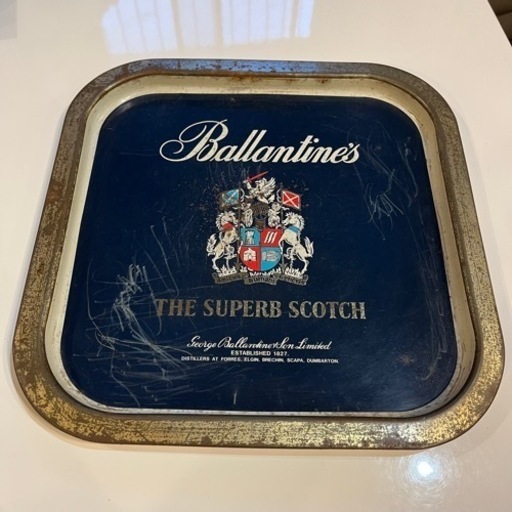 Ballantine's
THE SUPERB SCOTCH
George Ballantine & Son Limited
ESTABLISHED 1827.
DISTILLERS AT FORRES, ELGIN, BRECHIN, SCAPA, DUMBARTON.